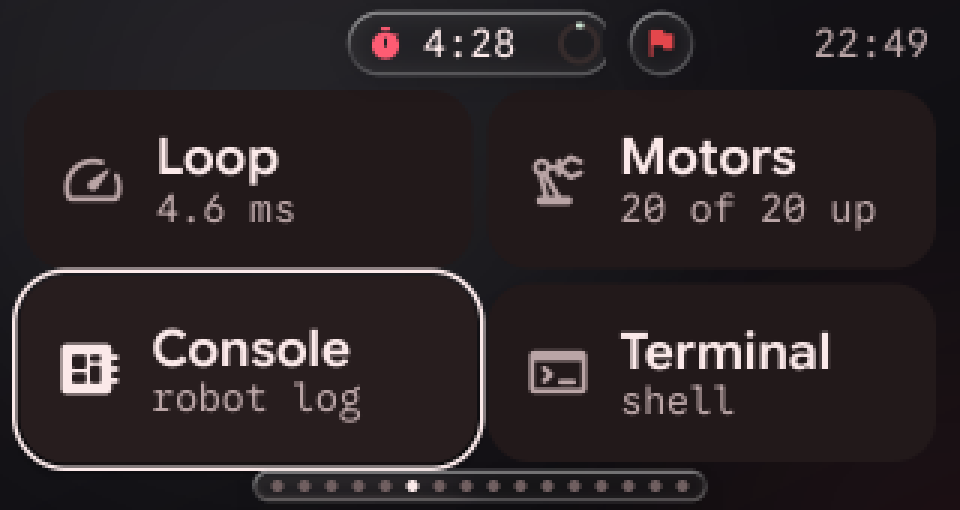 4:28
22:49
Loop
4.6 ms
Motors
20 of 20 up
Console
robot log
Terminal
shell